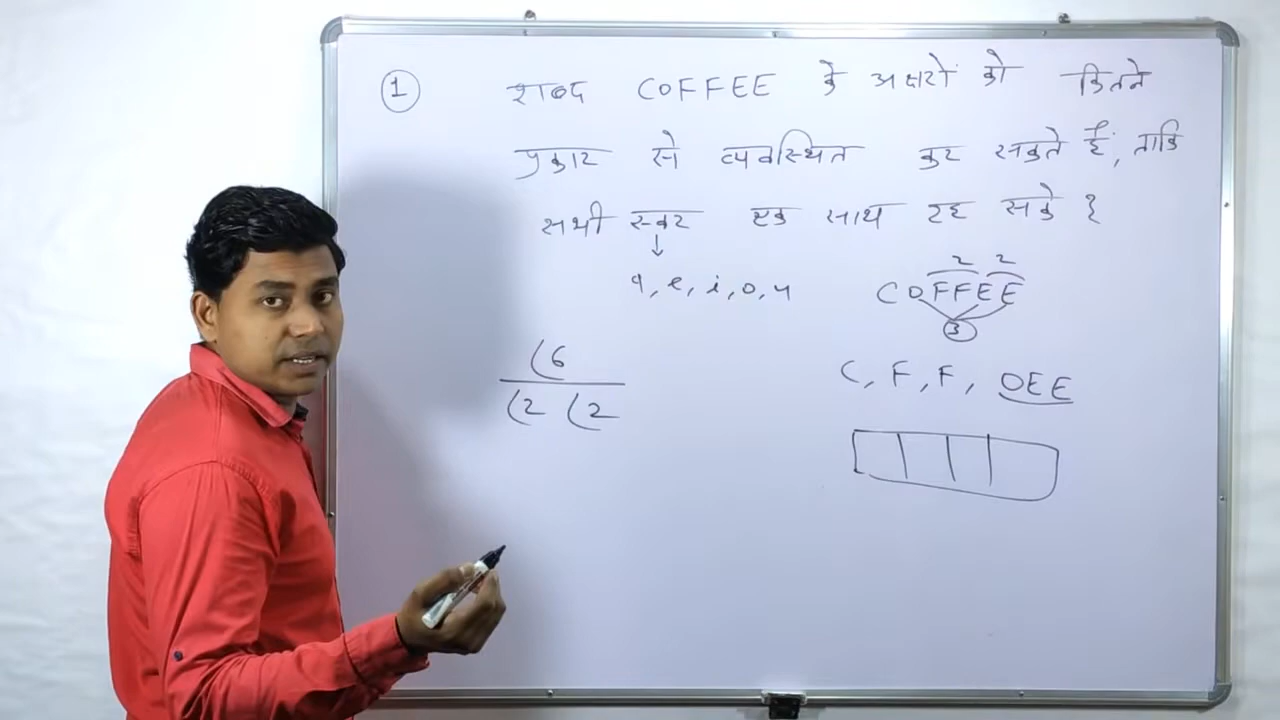 1 शब्द COFFEE के अक्षरों को कितने
प्रकार से व्यवस्थित कर सकते हैं, ताकि
सभी स्वर एक साथ रह सके ?
↓
a, e, i, o, u
2 2
COFFEE
3
C, F, F, OEE
(6
(2 (2